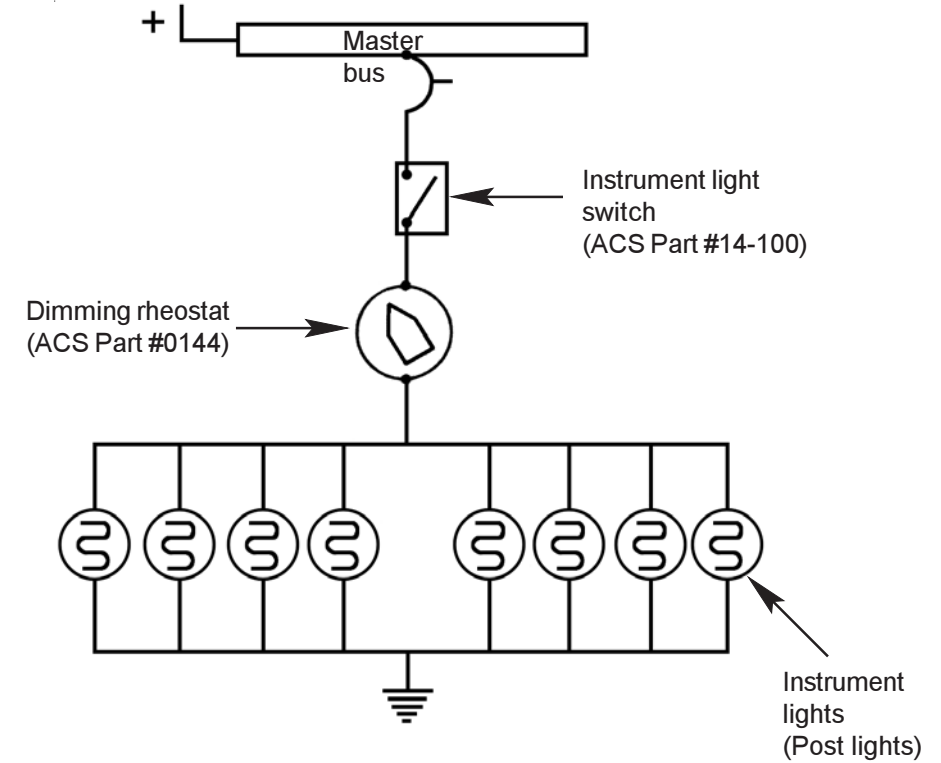 +
Master
bus
Instrument light
switch
(ACS Part #14-100)
Dimming rheostat
(ACS Part #0144)
Instrument
lights
(Post lights)